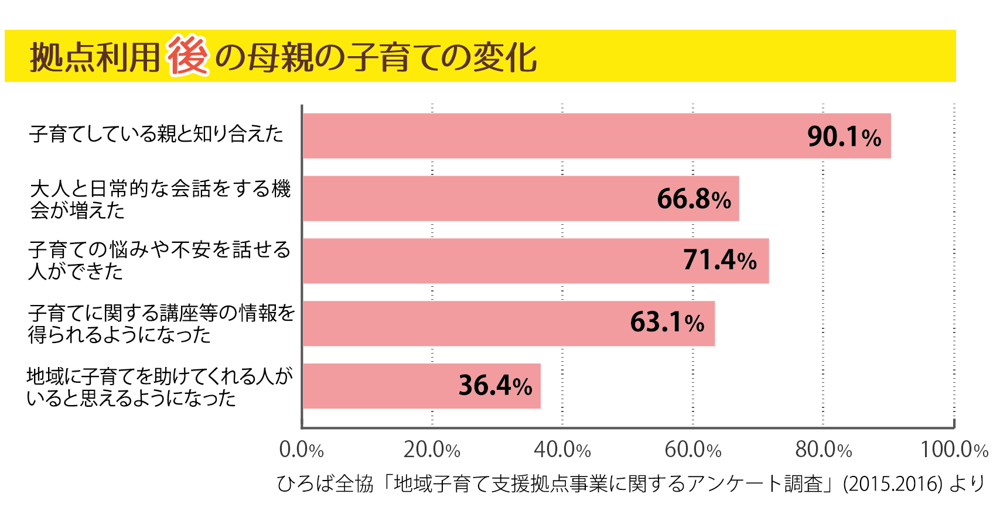 拠点利用後の母親の子育ての変化
子育てしている親と知り合えた
90.1%
大人と日常的な会話をする機
会が増えた
66.8%
子育ての悩みや不安を話せる
人ができた
71.4%
子育てに関する講座等の情報を
得られるようになった
63.1%
地域に子育てを助けてくれる人が
いると思えるようになった
36.4%
0.0% 20.0% 40.0% 60.0% 80.0% 100.0%
ひろば全協「地域子育て支援拠点事業に関するアンケート調査」(2015.2016) より